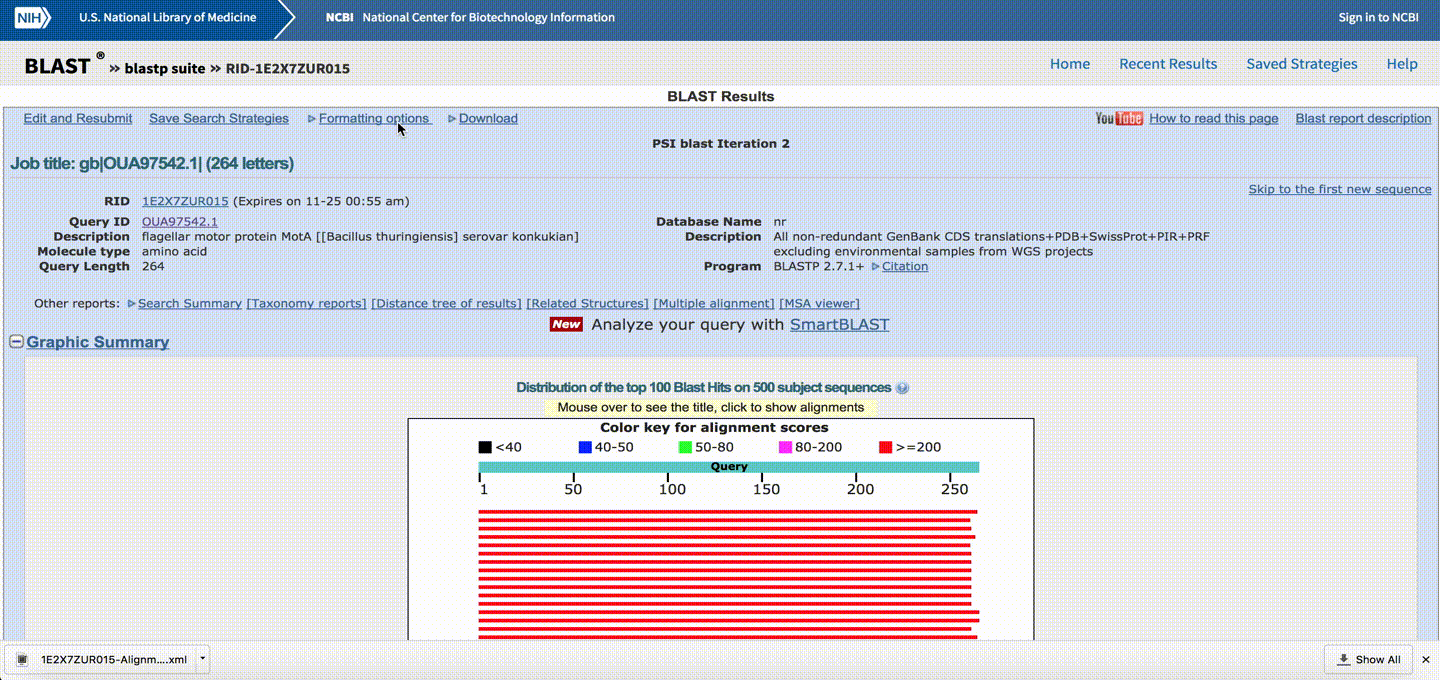 NIH U.S. National Library of Medicine NCBI National Center for Biotechnology Information Sign in to NCBI
BLAST ® » blastp suite » RID-1E2X7ZUR015 Home Recent Results Saved Strategies Help
BLAST Results
Edit and Resubmit Save Search Strategies Formatting options Download YouTube How to read this page Blast report description
PSI blast Iteration 2
Job title: gb|OUA97542.1| (264 letters)
Skip to the first new sequence
RID 1E2X7ZUR015 (Expires on 11-25 00:55 am)
Query ID OUA97542.1 Database Name nr
Description flagellar motor protein MotA [[Bacillus thuringiensis] serovar konkukian] Description All non-redundant GenBank CDS translations+PDB+SwissProt+PIR+PRF
Molecule type amino acid excluding environmental samples from WGS projects
Query Length 264 Program BLASTP 2.7.1+ Citation
Other reports: Search Summary [Taxonomy reports] [Distance tree of results] [Related Structures] [Multiple alignment] [MSA viewer]
New Analyze your query with SmartBLAST
Graphic Summary
Distribution of the top 100 Blast Hits on 500 subject sequences ?
Mouse over to see the title, click to show alignments
Color key for alignment scores
<40 40-50 50-80 80-200 >=200
Query
1 50 100 150 200 250
1E2X7ZUR015-Alignm....xml Show All